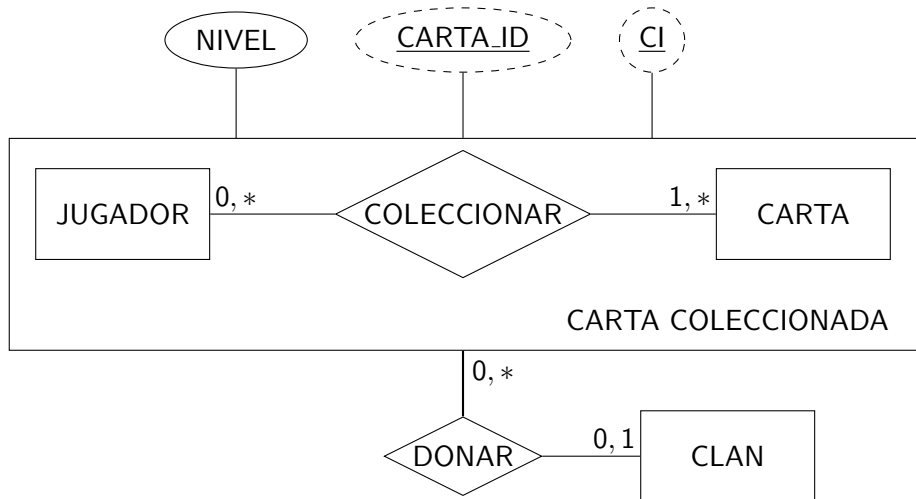 NIVEL
CARTA_ID
CI
JUGADOR
0, *
COLECCIONAR
1, *
CARTA
CARTA COLECCIONADA
0, *
DONAR
0, 1
CLAN